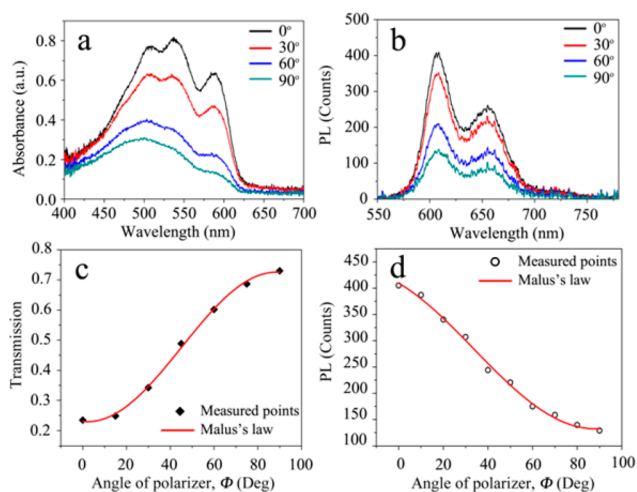 a
0°
30°
60°
90°
0.8
0.6
0.4
0.2
0.0
Absorbance (a.u.)
400 450 500 550 600 650 700
Wavelength (nm)
b
0°
30°
60°
90°
500
400
300
200
100
0
PL (Counts)
550 600 650 700 750
Wavelength (nm)
c
0.8
0.7
0.6
0.5
0.4
0.3
0.2
Transmission
Measured points
Malus's law
0 20 40 60 80 100
Angle of polarizer, Φ (Deg)
d
Measured points
Malus's law
450
400
350
300
250
200
150
100
PL (Counts)
0 20 40 60 80 100
Angle of polarizer, Φ (Deg)